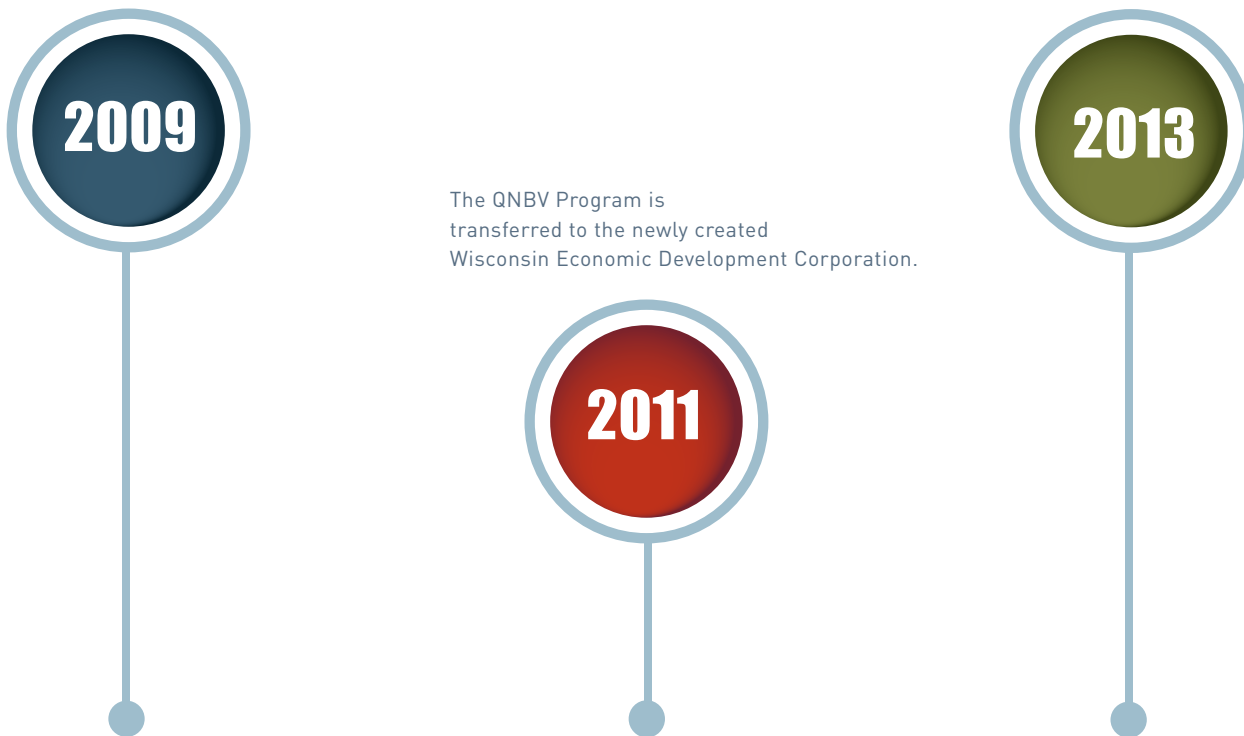 2009
2013
The QNBV Program is
transferred to the newly created
Wisconsin Economic Development Corporation.
2011